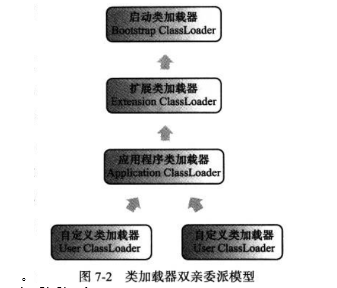 启动类加载器
Bootstrap ClassLoader
扩展类加载器
Extension ClassLoader
应用程序类加载器
Application ClassLoader
自定义类加载器
User ClassLoader
自定义类加载器
User ClassLoader
图 7-2 类加载器双亲委派模型